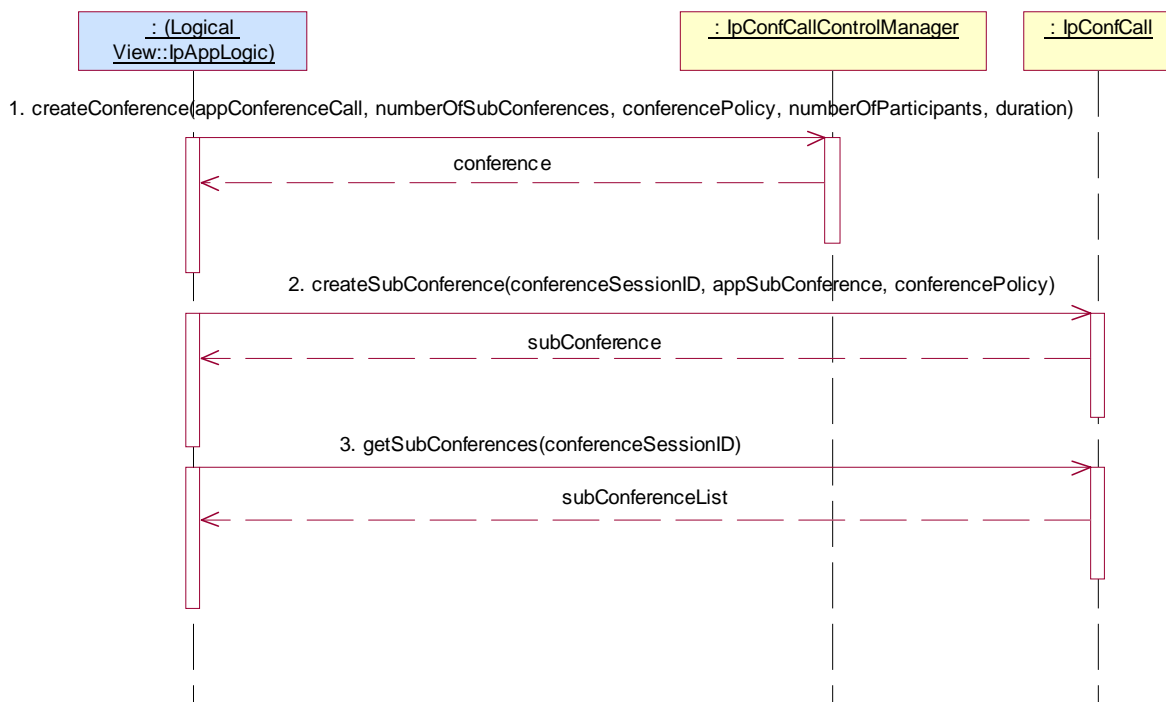 : (Logical
View::IpAppLogic)
: IpConfCallControlManager
: IpConfCall
1. createConference(appConferenceCall, numberOfSubConferences, conferencePolicy, numberOfParticipants, duration)
conference
2. createSubConference(conferenceSessionID, appSubConference, conferencePolicy)
subConference
3. getSubConferences(conferenceSessionID)
subConferenceList